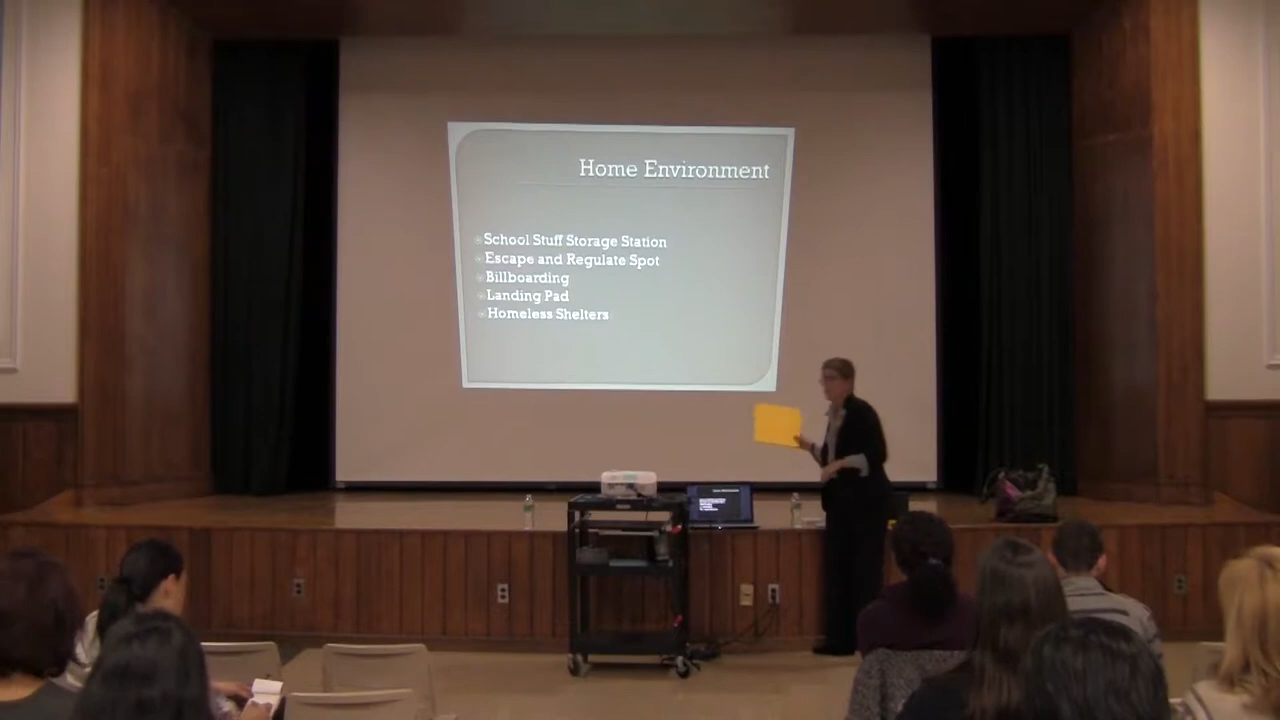 Home Environment
School Stuff Storage Station
Escape and Regulate Spot
Billboarding
Landing Pad
Homeless Shelters